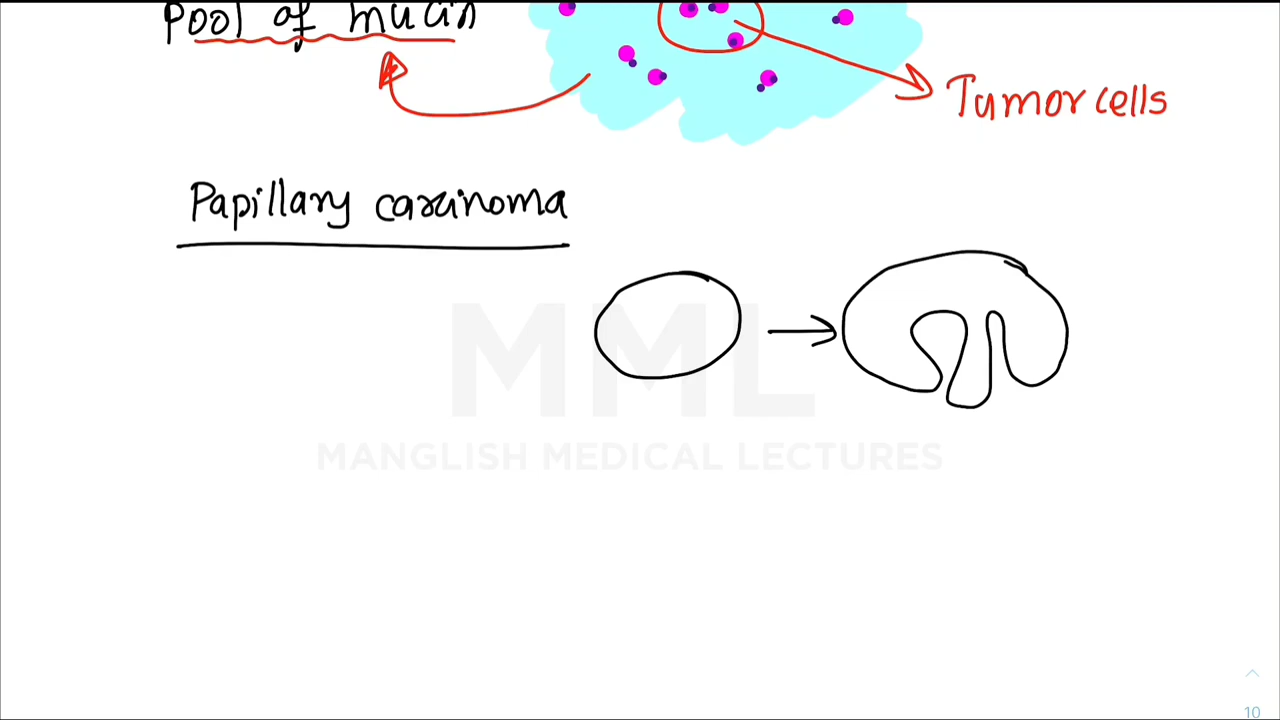 Pool of mucin
Tumor cells
Papillary carcinoma
MML
MANGLISH MEDICAL LECTURES
10